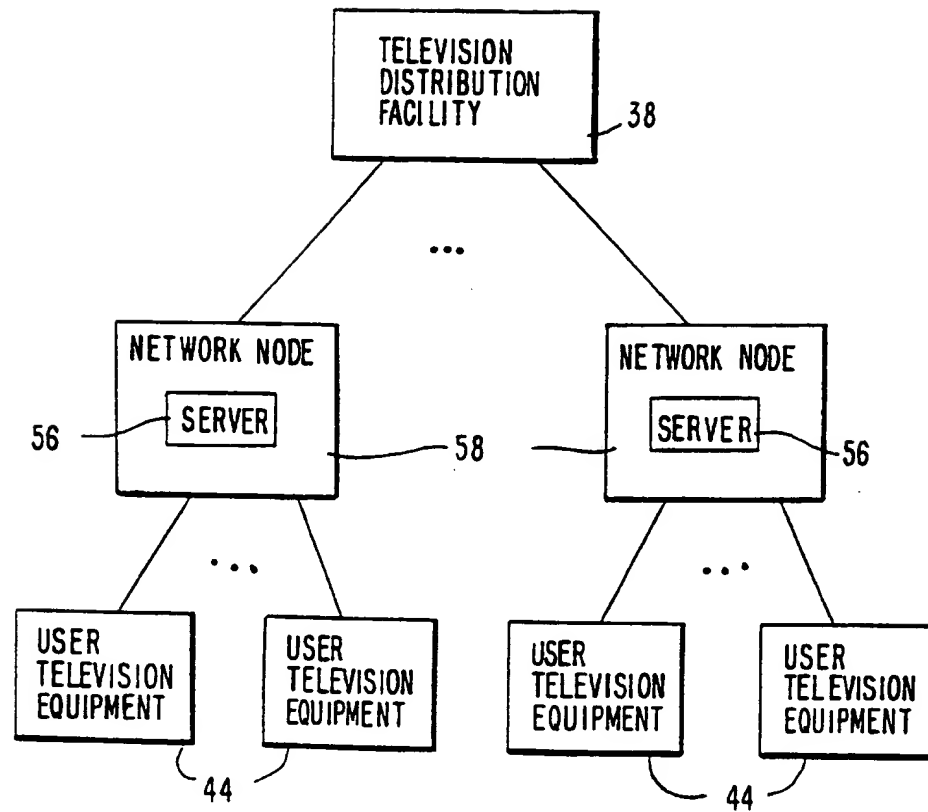 TELEVISION
DISTRIBUTION
FACILITY
38
...
NETWORK NODE
SERVER
56
58
NETWORK NODE
SERVER
56
...
...
USER
TELEVISION
EQUIPMENT
USER
TELEVISION
EQUIPMENT
44
USER
TELEVISION
EQUIPMENT
USER
TELEVISION
EQUIPMENT
44